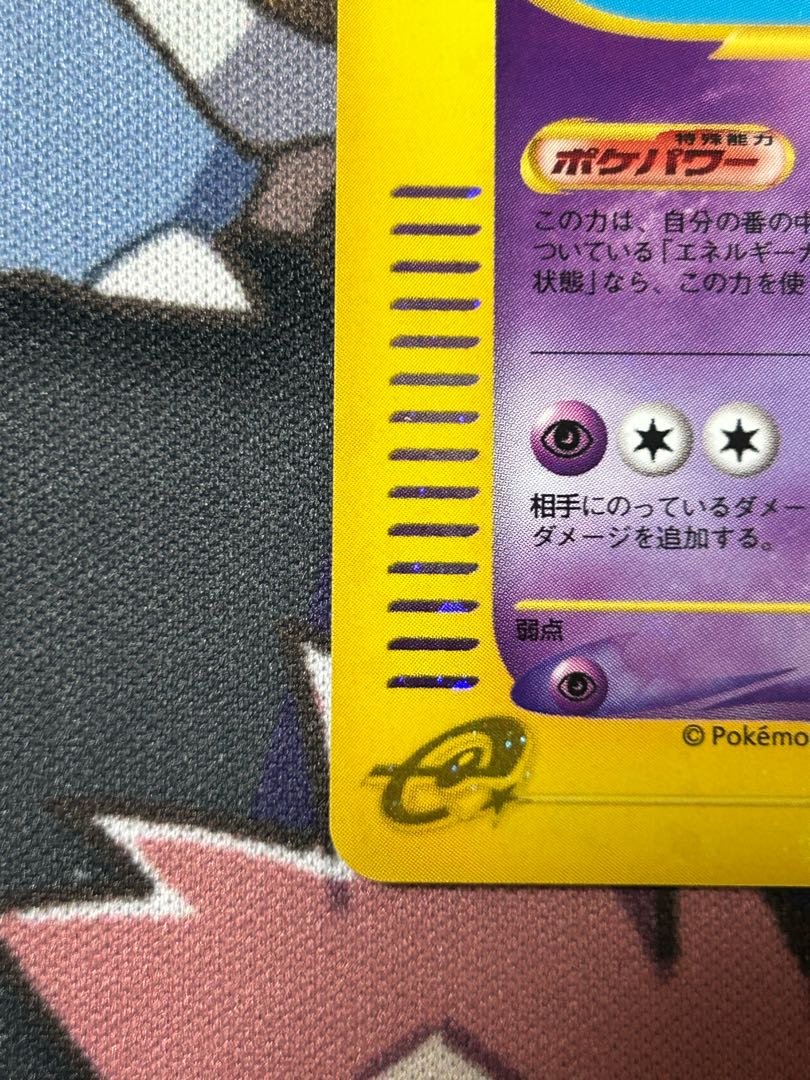 特殊能力
ポケパワー
この力は、自分の番の中
ついている「エネルギーカ
状態」なら、この力を使
相手にのっているダメー
ダメージを追加する。
弱点
© Pokémo
e